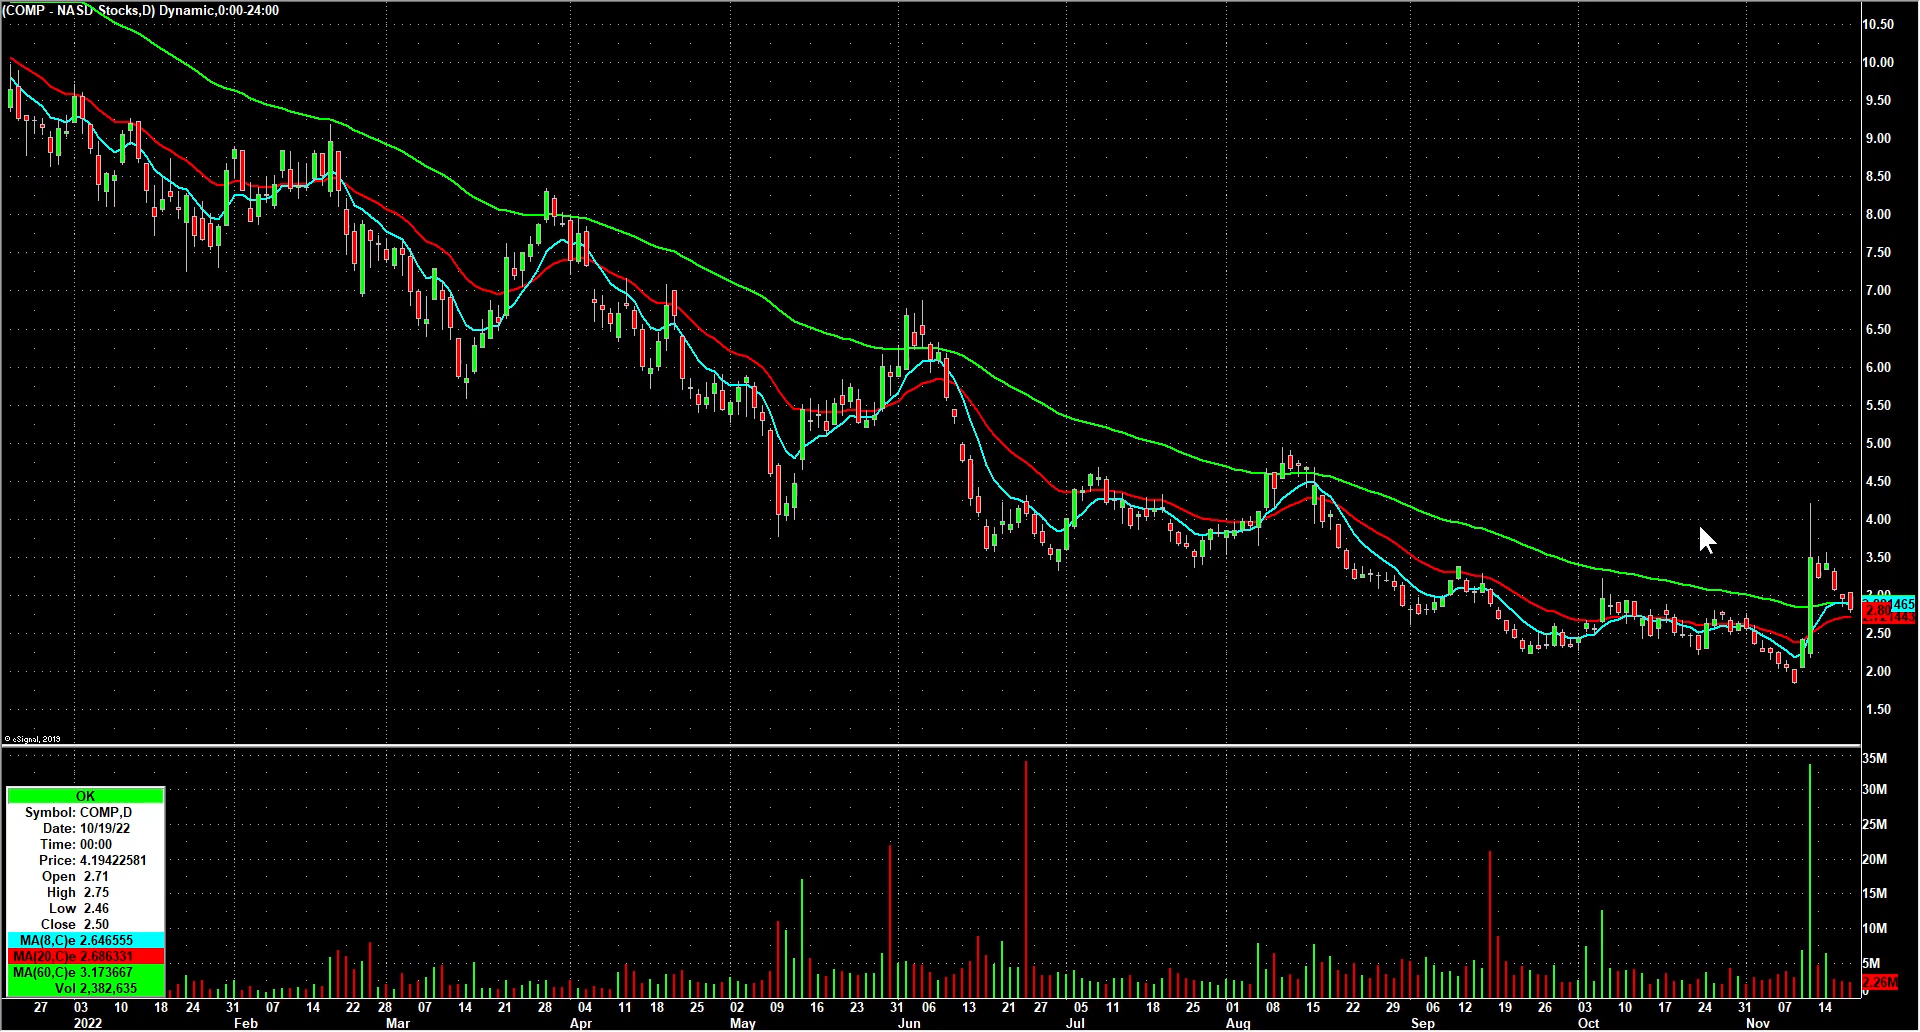 (COMP - NASD Stocks,D) Dynamic,0:00-24:00
10.50
10.00
9.50
9.00
8.50
8.00
7.50
7.00
6.50
6.00
5.50
5.00
4.50
4.00
3.50
465
2.80
2.50
2.00
1.50
© eSignal, 2019
35M
30M
25M
20M
15M
10M
5M
2.26M
0
OK
Symbol: COMP,D
Date: 10/19/22
Time: 00:00
Price: 4.19422581
Open 2.71
High 2.75
Low 2.46
Close 2.50
MA(8,C)e 2.646555
MA(20,C)e 2.686331
MA(60,C)e 3.173667
Vol 2,382,635
27 03 10 18 24 31 07 14 22 28 07 14 21 28 04 11 18 25 02 09 16 23 01 06 13 21 27 05 11 18 25 01 08 15 22 29 06 12 19 26 03 10 17 24 31 07 14
2022 Feb Mar Apr May Jun Jul Aug Sep Oct Nov